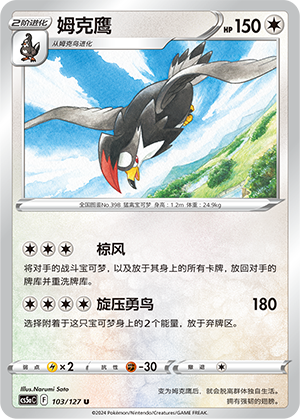 2阶进化
姆克鹰
HP 150
从姆克鸟进化
全国图鉴No.398 猛禽宝可梦 身高:1.2m 体重:24.9kg
椋风
将对手的战斗宝可梦,以及放于其身上的所有卡牌,放回对手的牌库并重洗牌库。
旋压勇鸟 180
选择附着于这只宝可梦身上的2个能量,放于弃牌区。
弱点 ×2 抗性 -30 撤退
Illus.Narumi Sato
变为姆克鹰后,就会脱离群体独自生活。
拥有强健的翅膀。
CS5aC F 103/127 U
©2024 Pokémon/Nintendo/Creatures/GAME FREAK.